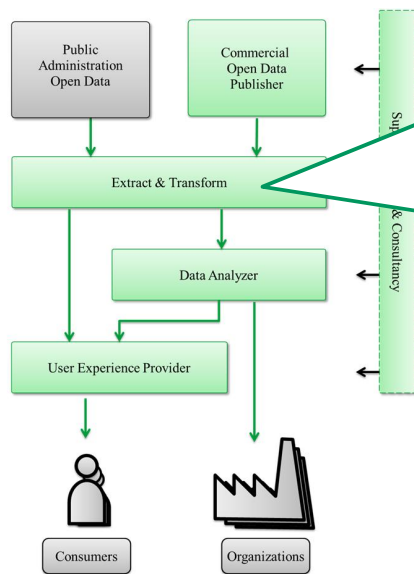 Public
Administration
Open Data
Commercial
Open Data
Publisher
Extract & Transform
Data Analyzer
User Experience Provider
Consumers
Organizations
& Consultancy